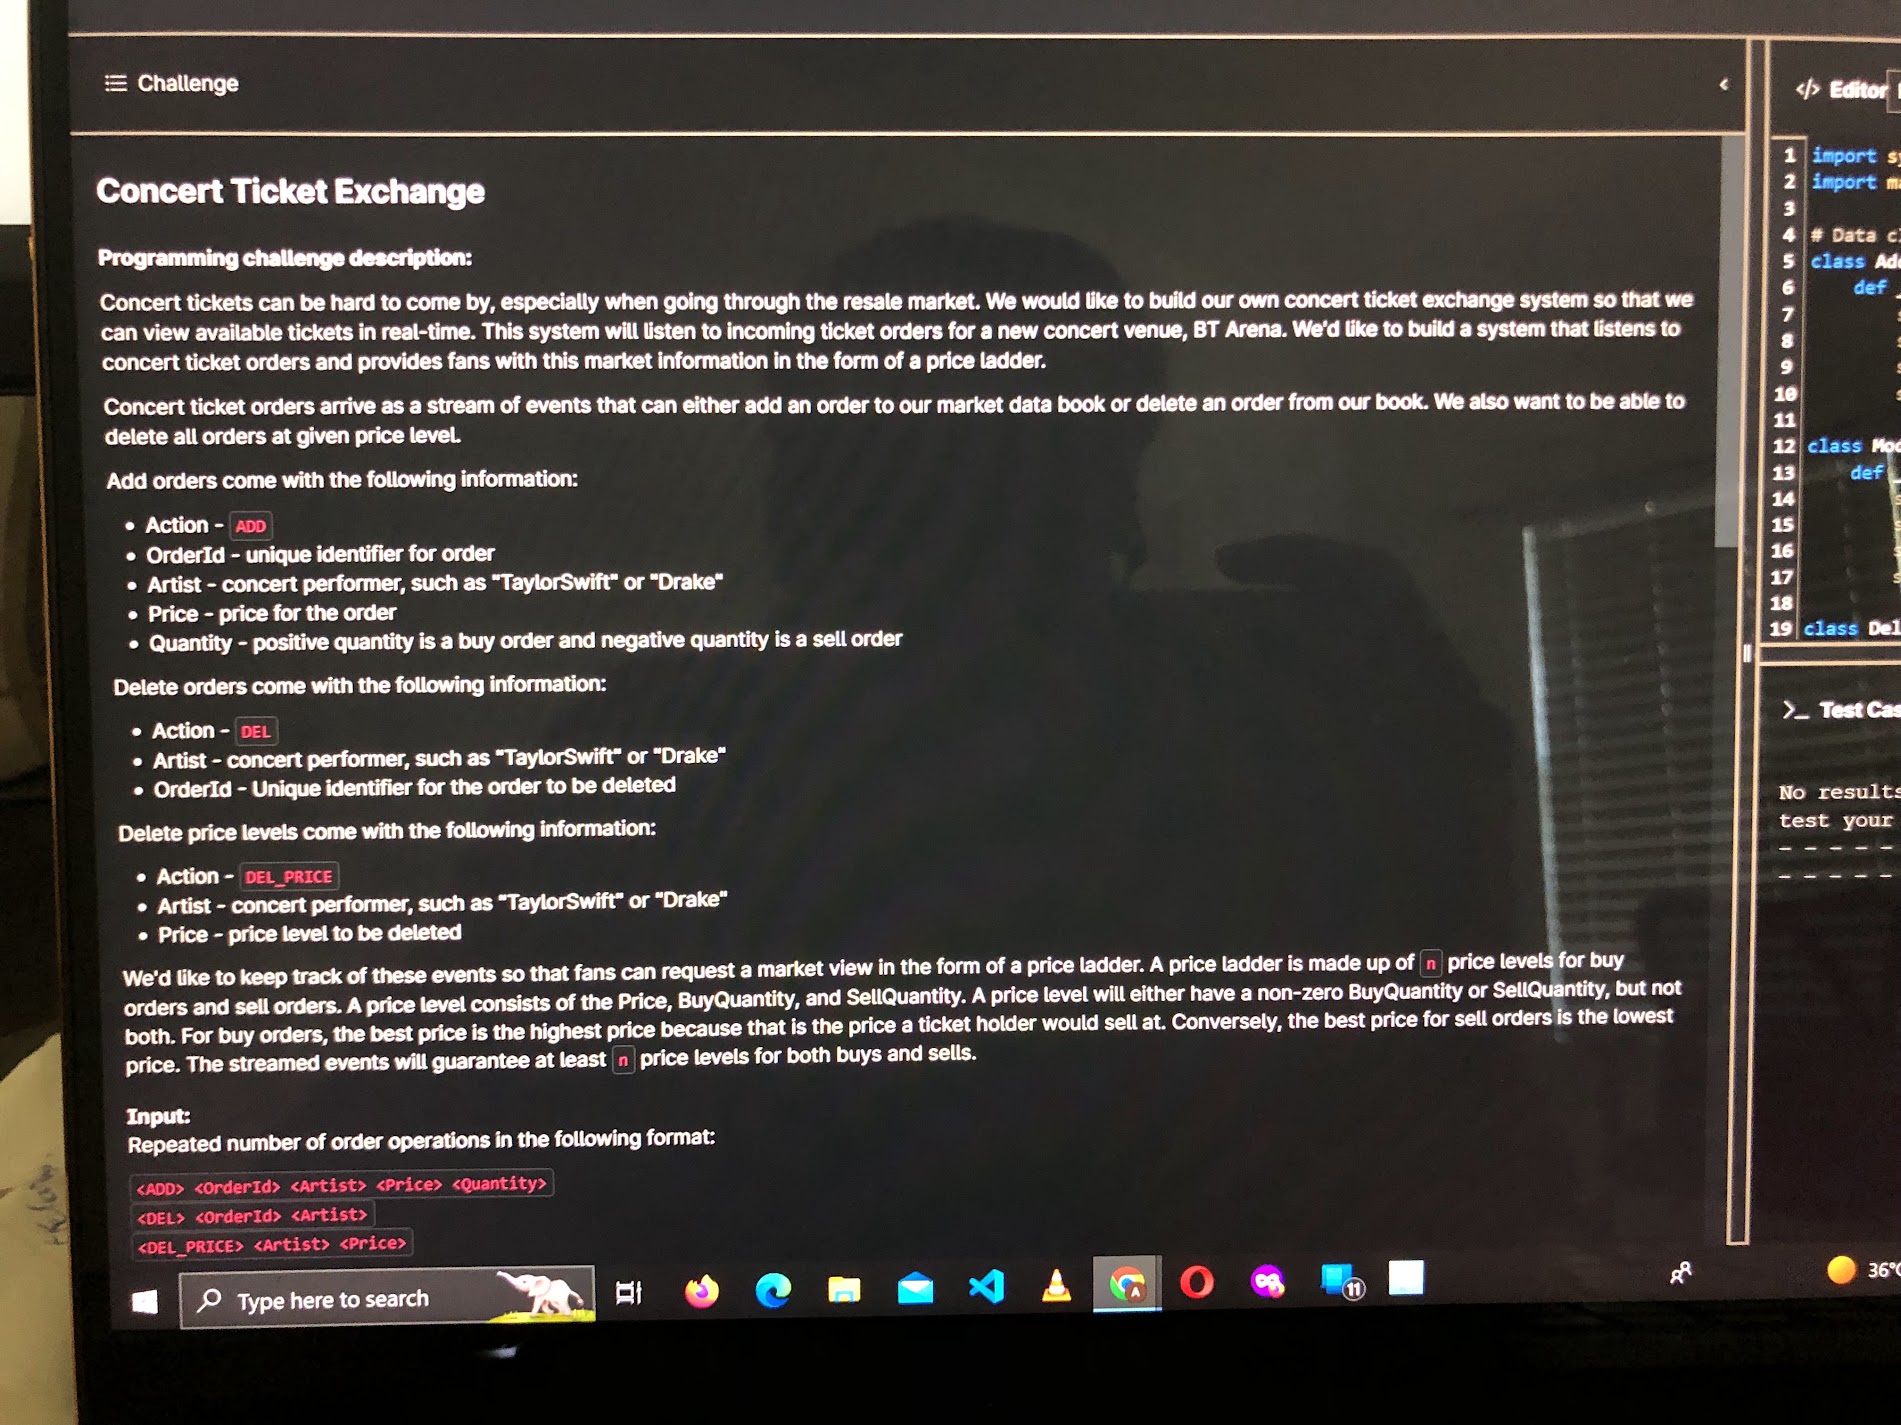 Challenge
Concert Ticket Exchange
Programming challenge description:
Concert tickets can be hard to come by, especially when going through the resale market. We would like to build our own concert ticket exchange system so that we
can view available tickets in real-time. This system will listen to incoming ticket orders for a new concert venue, BT Arena. We'd like to build a system that listens to
concert ticket orders and provides fans with this market information in the form of a price ladder.
Concert ticket orders arrive as a stream of events that can either add an order to our market data book or delete an order from our book. We also want to be able to
delete all orders at given price level.
Add orders come with the following information:
• Action - ADD
• OrderId - unique identifier for order
• Artist - concert performer, such as "TaylorSwift" or "Drake"
• Price - price for the order
• Quantity - positive quantity is a buy order and negative quantity is a sell order
Delete orders come with the following information:
• Action - DEL
• Artist - concert performer, such as "TaylorSwift" or "Drake"
• OrderId - Unique identifier for the order to be deleted
Delete price levels come with the following information:
• Action - DEL_PRICE
• Artist - concert performer, such as "TaylorSwift" or "Drake"
• Price - price level to be deleted
We'd like to keep track of these events so that fans can request a market view in the form of a price ladder. A price ladder is made up of n price levels for buy
orders and sell orders. A price level consists of the Price, BuyQuantity, and SellQuantity. A price level will either have a non-zero BuyQuantity or SellQuantity, but not
both. For buy orders, the best price is the highest price because that is the price a ticket holder would sell at. Conversely, the best price for sell orders is the lowest
price. The streamed events will guarantee at least n price levels for both buys and sells.
Input:
Repeated number of order operations in the following format:
<ADD> <OrderId> <Artist> <Price> <Quantity>
<DEL> <OrderId> <Artist>
<DEL_PRICE> <Artist> <Price>
</> Editor
1 import
2 import
3
4 # Data
5 class
6 def
7
8
9
10
11
12 class
13 def
14
15
16
17
18
19 class
>_ Test
No results
test your
- - - - -
- - - - -
Type here to search
11
36°